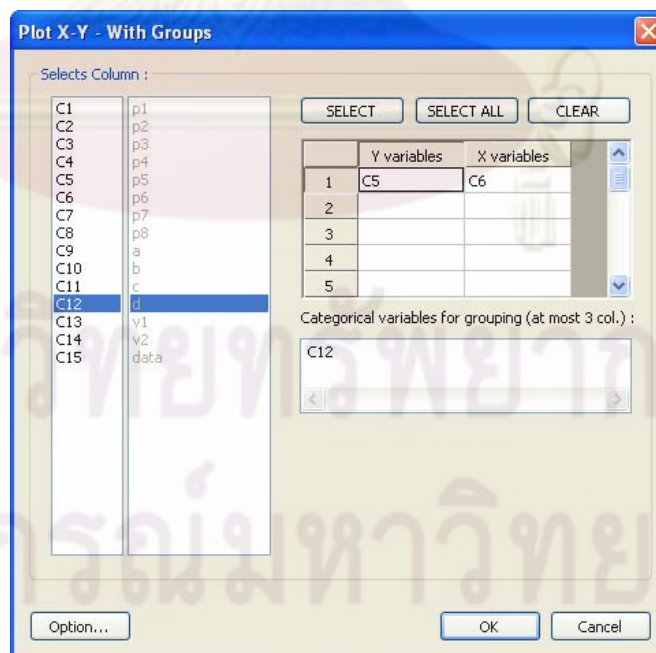 Plot X-Y - With Groups
Selects Column :
C1 p1
C2 p2
C3 p3
C4 p4
C5 p5
C6 p6
C7 p7
C8 p8
C9 a
C10 b
C11 c
C12 d
C13 v1
C14 v2
C15 data
SELECT SELECT ALL CLEAR
Y variables X variables
1 C5 C6
2
3
4
5
Categorical variables for grouping (at most 3 col.) :
C12
Option... OK Cancel